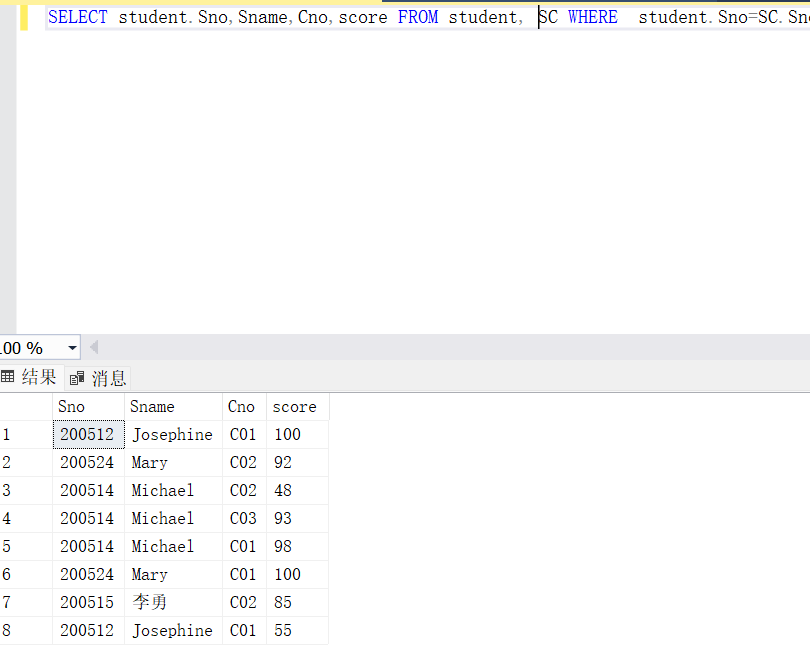 SELECT student.Sno,Sname,Cno,score FROM student, SC WHERE  student.Sno=SC.Sno
.00 %
结果 消息
Sno Sname Cno score
1 200512 Josephine C01 100
2 200524 Mary C02 92
3 200514 Michael C02 48
4 200514 Michael C03 93
5 200514 Michael C01 98
6 200524 Mary C01 100
7 200515 李勇 C02 85
8 200512 Josephine C01 55